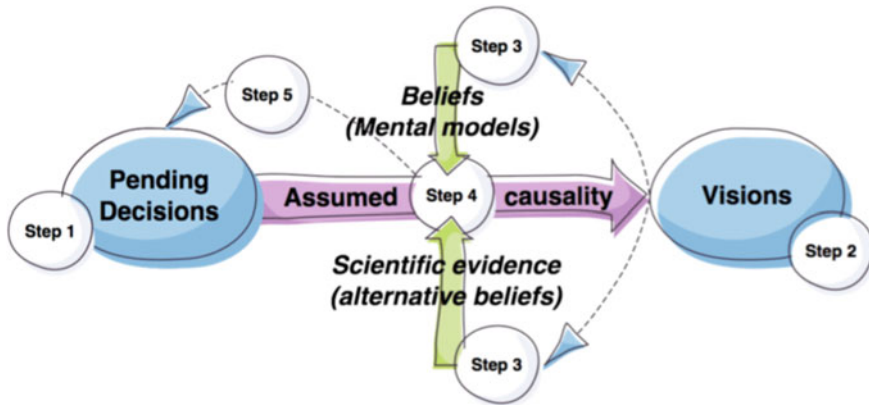 Step 3
Step 5
Beliefs
(Mental models)
Pending
Decisions
Assumed
Step 4
causality
Visions
Step 1
Step 2
Scientific evidence
(alternative beliefs)
Step 3